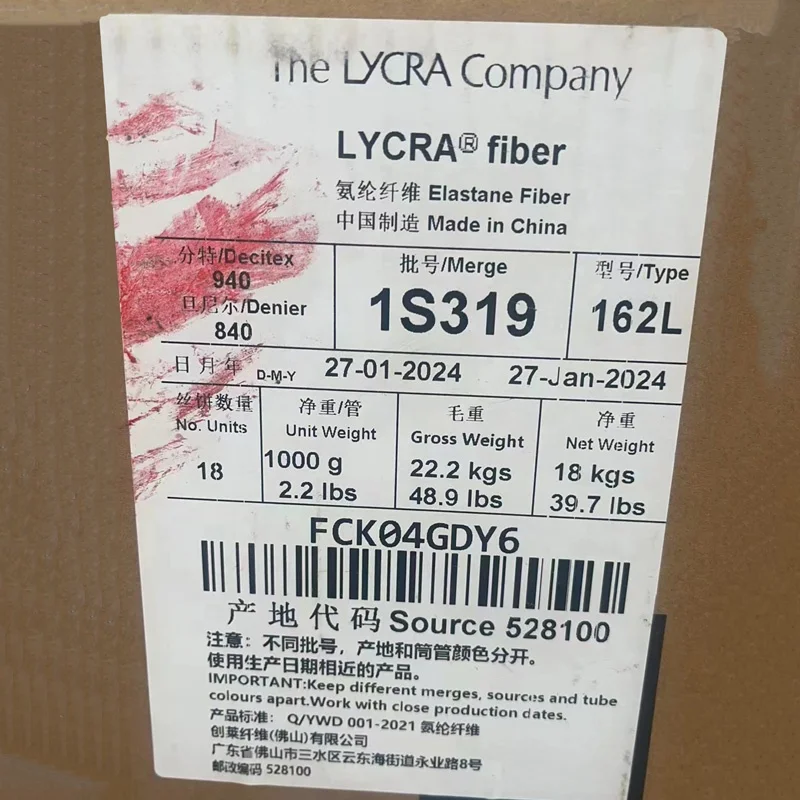 The LYCRA Company
LYCRA® fiber
氨纶纤维 Elastane Fiber
中国制造 Made in China
分特/Decitex
940
旦尼尔/Denier
840
批号/Merge
1S319
型号/Type
162L
日 月 年 D-M-Y 27-01-2024 27-Jan-2024
丝饼数量
No. Units
18
净重/管
Unit Weight
1000 g
2.2 lbs
毛重
Gross Weight
22.2 kgs
48.9 lbs
净重
Net Weight
18 kgs
39.7 lbs
FCK04GDY6
产地代码 Source 528100
注意：不同批号，产地和筒管颜色分开。
使用生产日期相近的产品。
IMPORTANT:Keep different merges, sources and tube
colours apart.Work with close production dates.
产品标准： Q/YWD 001-2021 氨纶纤维
创莱纤维(佛山)有限公司
广东省佛山市三水区云东海街道永业路8号
邮政编码 528100